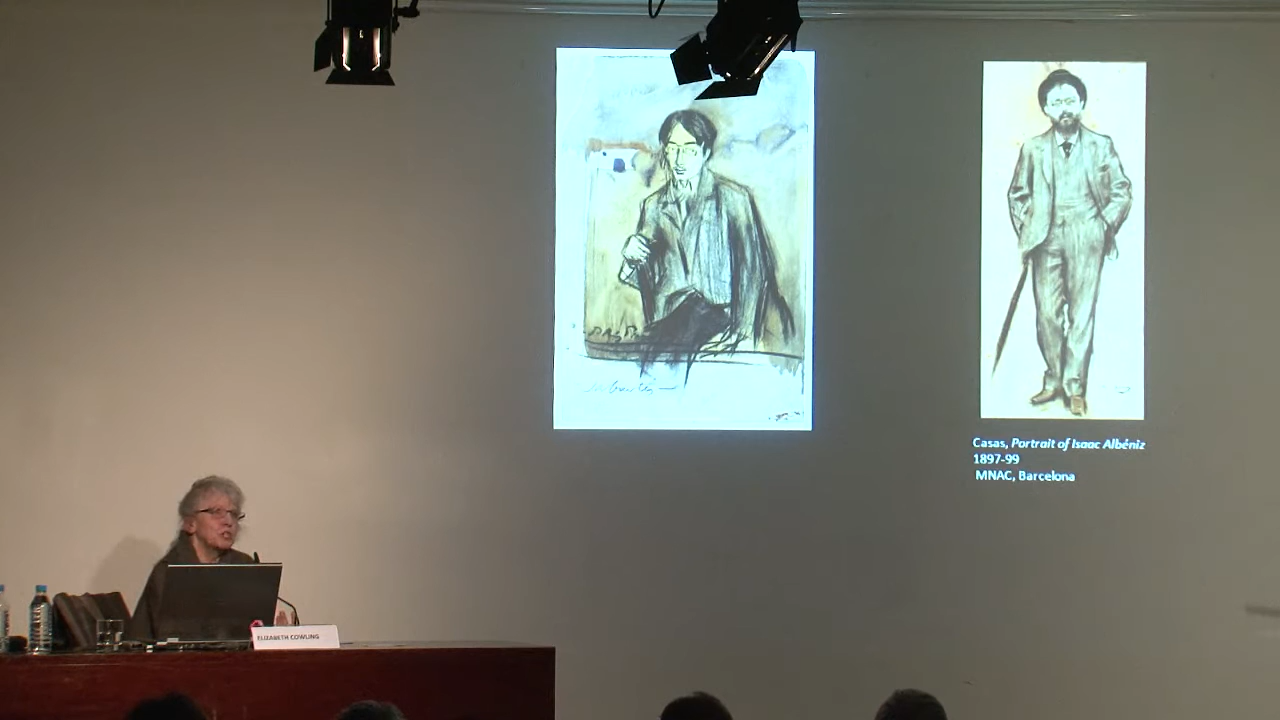 Casas, Portrait of Isaac Albéniz
1897-99
MNAC, Barcelona
ELIZABETH COWLING